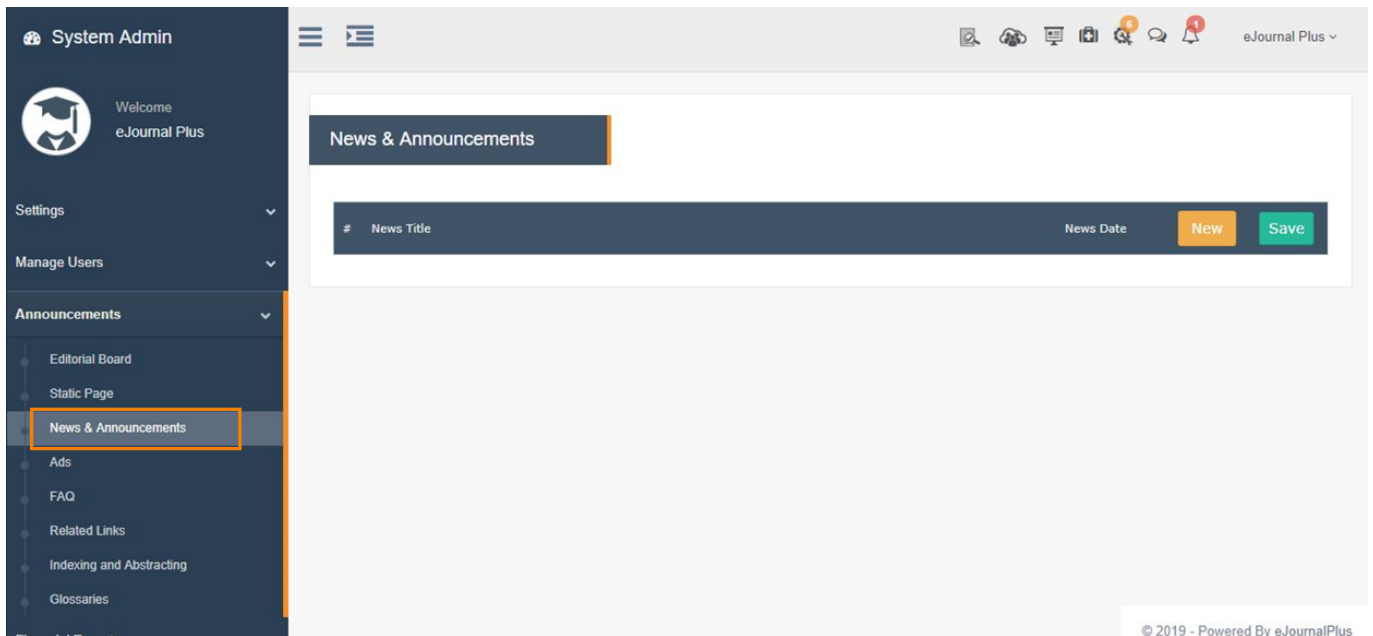 System Admin
6
1
eJournal Plus
Welcome
eJournal Plus
News & Announcements
Settings
# News Title News Date New Save
Manage Users
Announcements
Editorial Board
Static Page
News & Announcements
Ads
FAQ
Related Links
Indexing and Abstracting
Glossaries
© 2019 - Powered By eJournalPlus